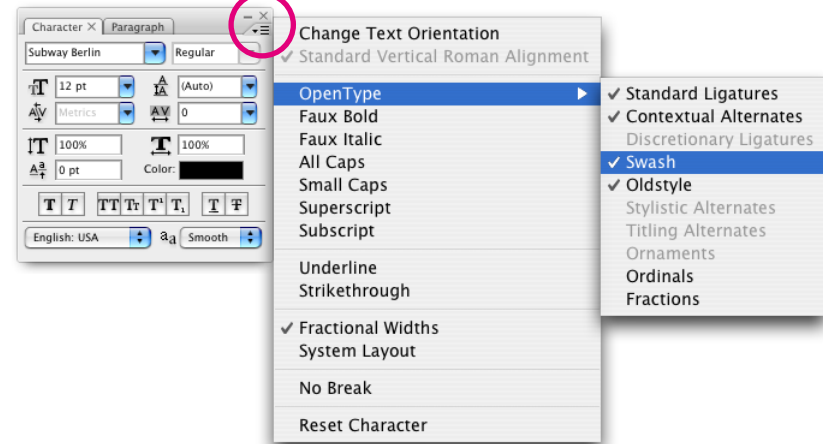 Character × Paragraph
Subway Berlin Regular
12 pt (Auto)
Metrics 0
100% 100%
0 pt Color:
T T TT Tr T¹ T₁ T T
English: USA aa Smooth
Change Text Orientation
✓ Standard Vertical Roman Alignment
OpenType
Faux Bold
Faux Italic
All Caps
Small Caps
Superscript
Subscript
Underline
Strikethrough
✓ Fractional Widths
System Layout
No Break
Reset Character
✓ Standard Ligatures
✓ Contextual Alternates
Discretionary Ligatures
✓ Swash
✓ Oldstyle
Stylistic Alternates
Titling Alternates
Ornaments
Ordinals
Fractions